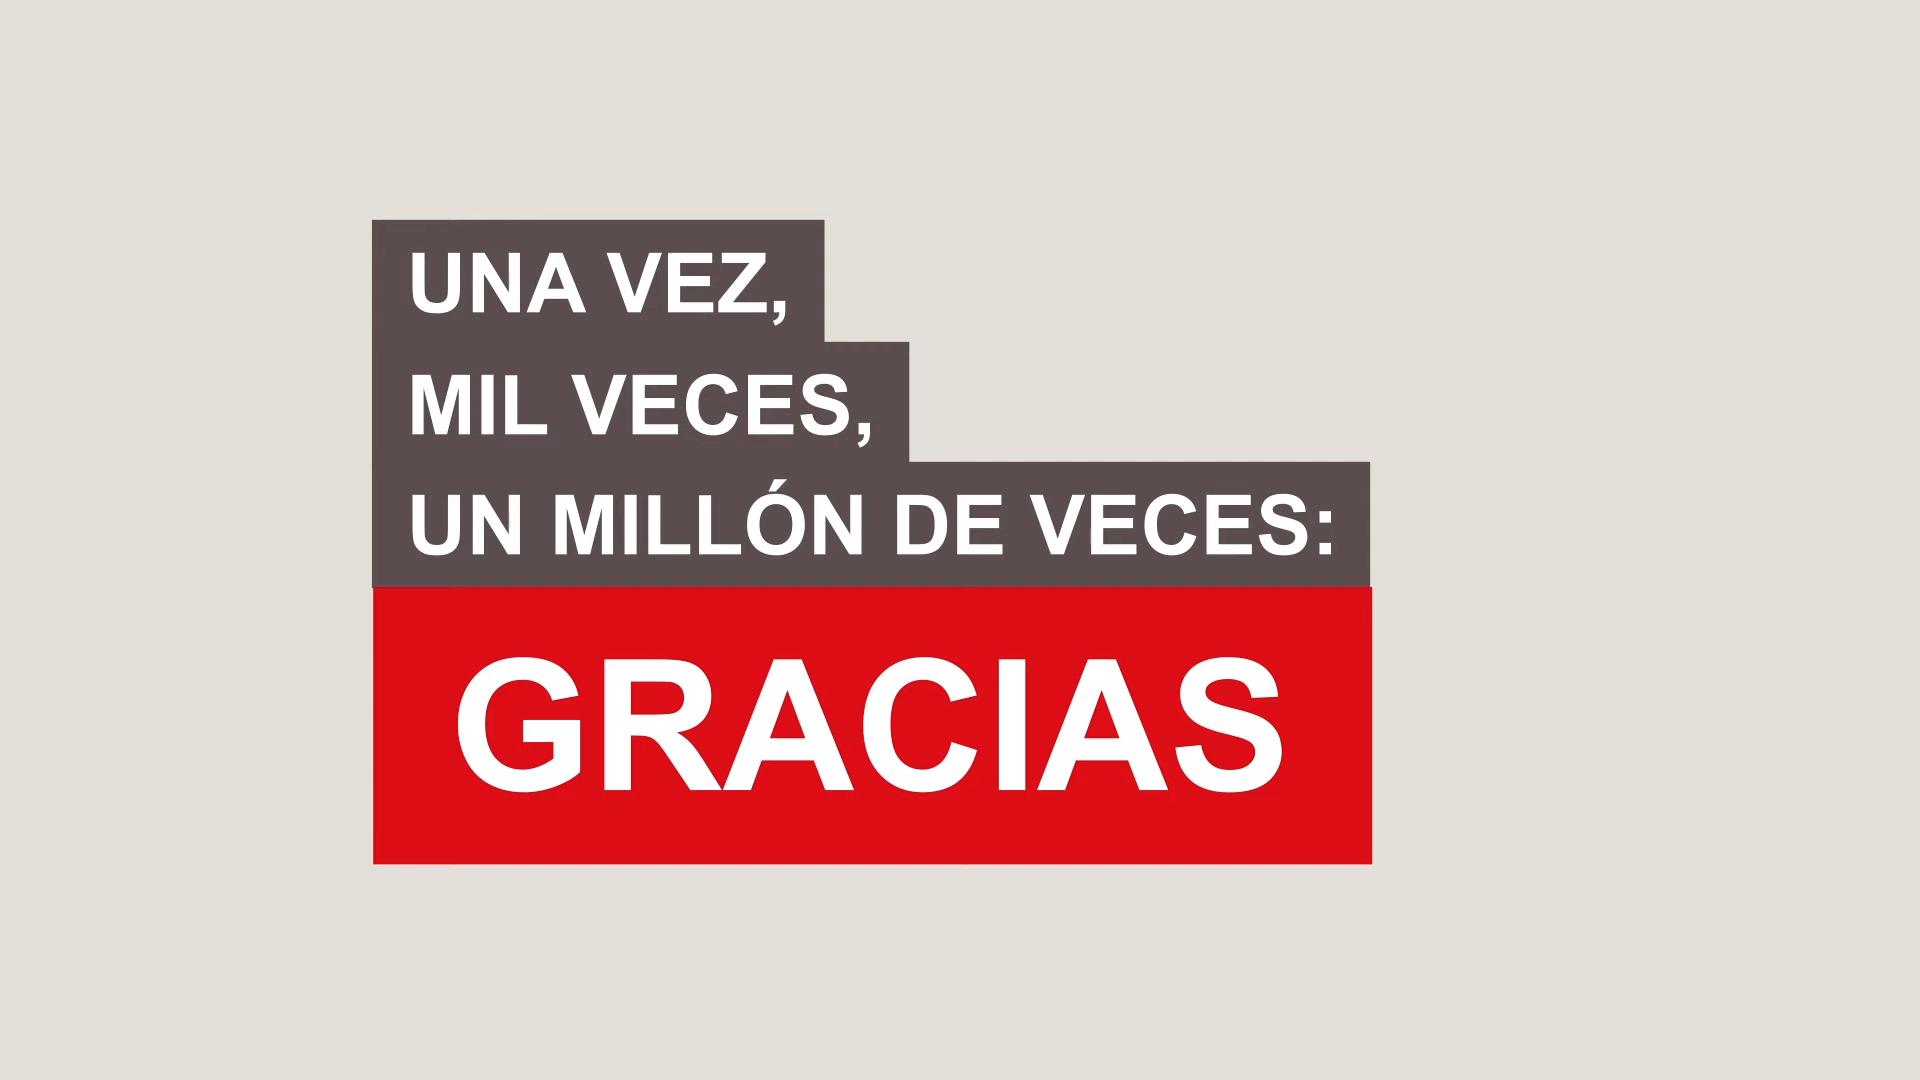 UNA VEZ,
MIL VECES,
UN MILLÓN DE VECES:
GRACIAS